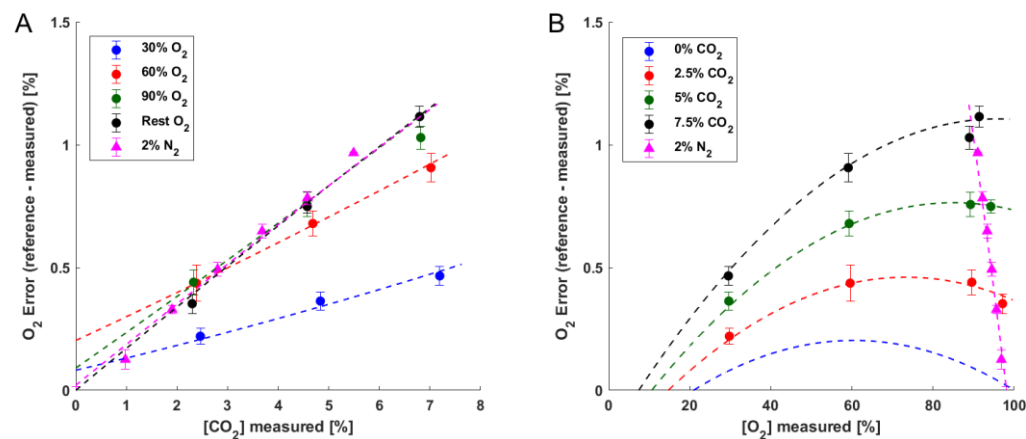 A
O₂ Error (reference - measured) [%]
1.5
1
0.5
0
30% O₂
60% O₂
90% O₂
Rest O₂
2% N₂
0 1 2 3 4 5 6 7 8
[CO₂] measured [%]
B
O₂ Error (reference - measured) [%]
1.5
1
0.5
0
0% CO₂
2.5% CO₂
5% CO₂
7.5% CO₂
2% N₂
0 20 40 60 80 100
[O₂] measured [%]